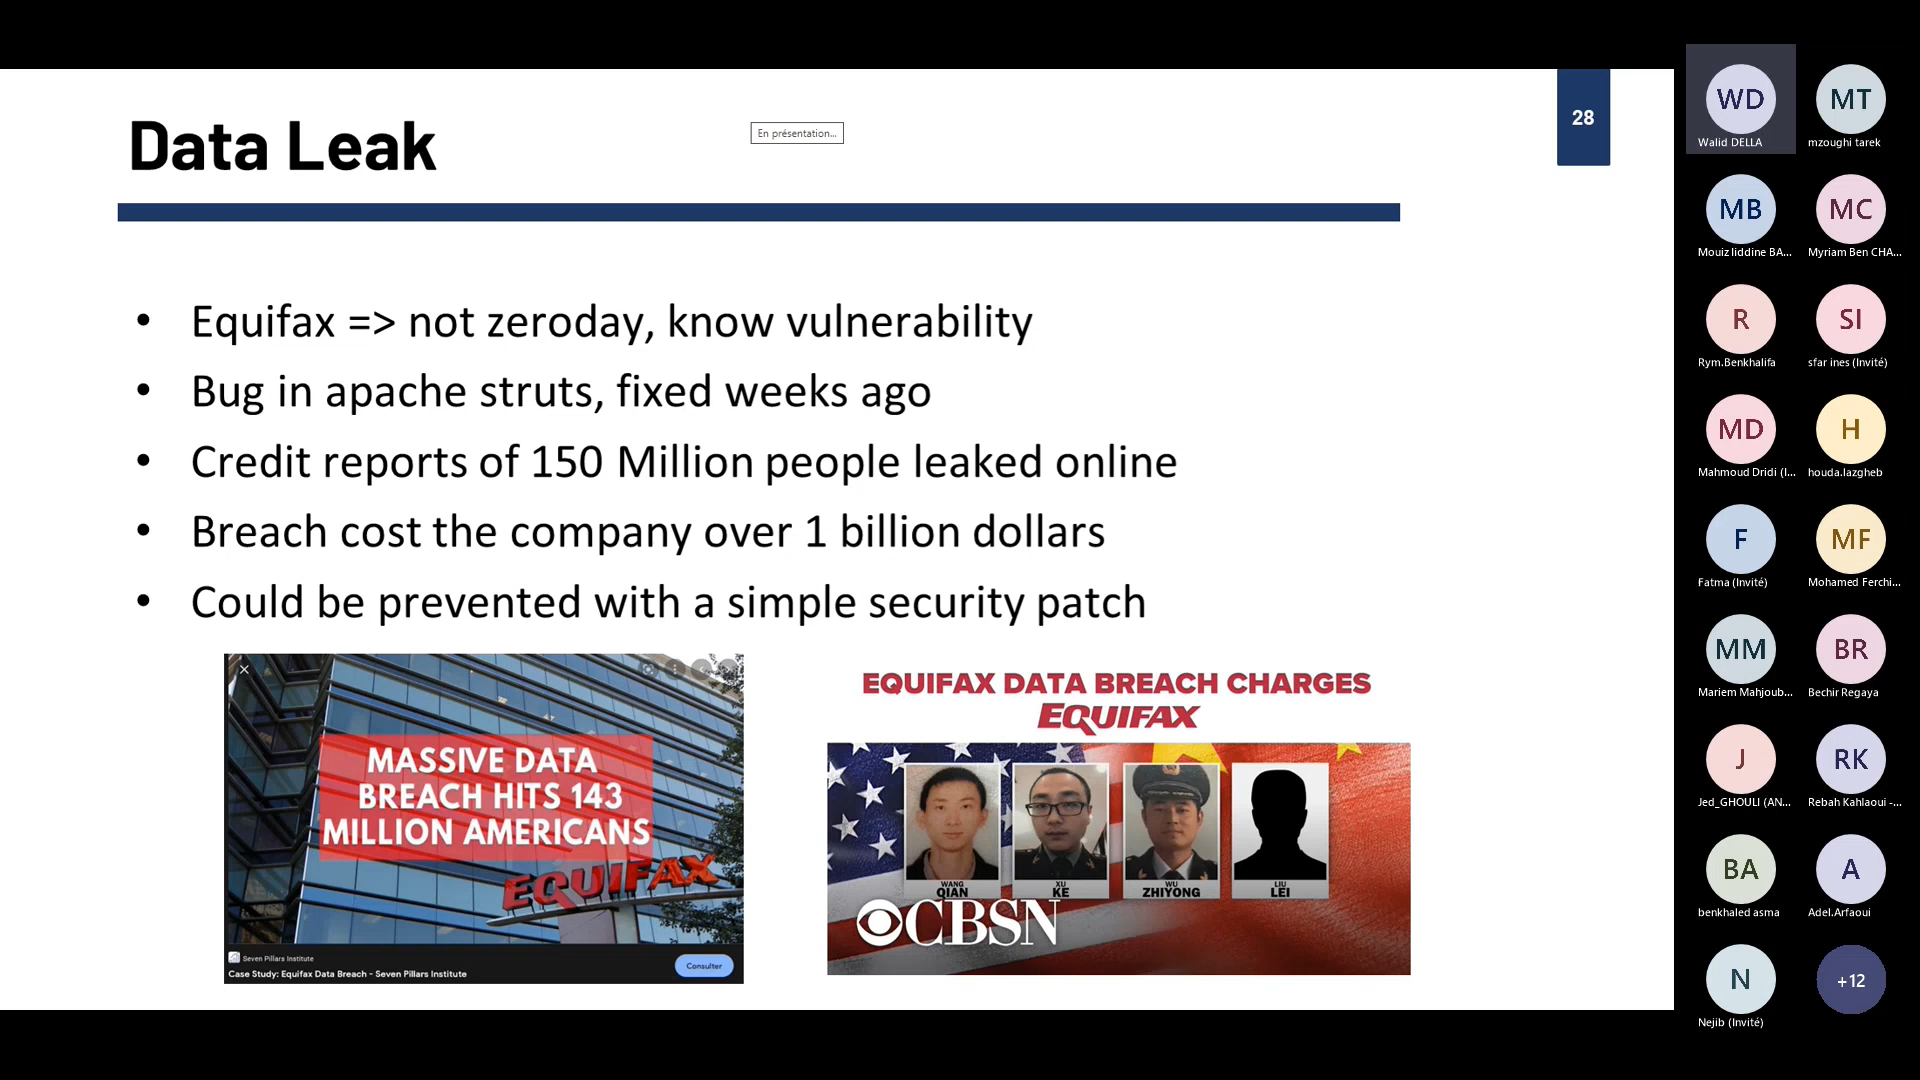 Data Leak
En présentation...
28
• Equifax => not zeroday, know vulnerability
• Bug in apache struts, fixed weeks ago
• Credit reports of 150 Million people leaked online
• Breach cost the company over 1 billion dollars
• Could be prevented with a simple security patch
MASSIVE DATA
BREACH HITS 143
MILLION AMERICANS
EQUIFAX
Seven Pillars Institute
Case Study: Equifax Data Breach - Seven Pillars Institute
Consulter
EQUIFAX DATA BREACH CHARGES
EQUIFAX
WANG
QIAN
XU
KE
WU
ZHIYONG
LIU
LEI
CBSN
WD
Walid DELLA
MT
mzoughi tarek
MB
Mouiz liddine BA...
MC
Myriam Ben CHA...
R
Rym.Benkhalifa
SI
sfar ines (Invité)
MD
Mahmoud Dridi (I...
H
houda.lazgheb
F
Fatma (Invité)
MF
Mohamed Ferchi...
MM
Mariem Mahjoub...
BR
Bechir Regaya
J
Jed_GHOULI (AN...
RK
Rebah Kahlaoui -...
BA
benkhaled asma
A
Adel.Arfaoui
N
Nejib (Invité)
+12